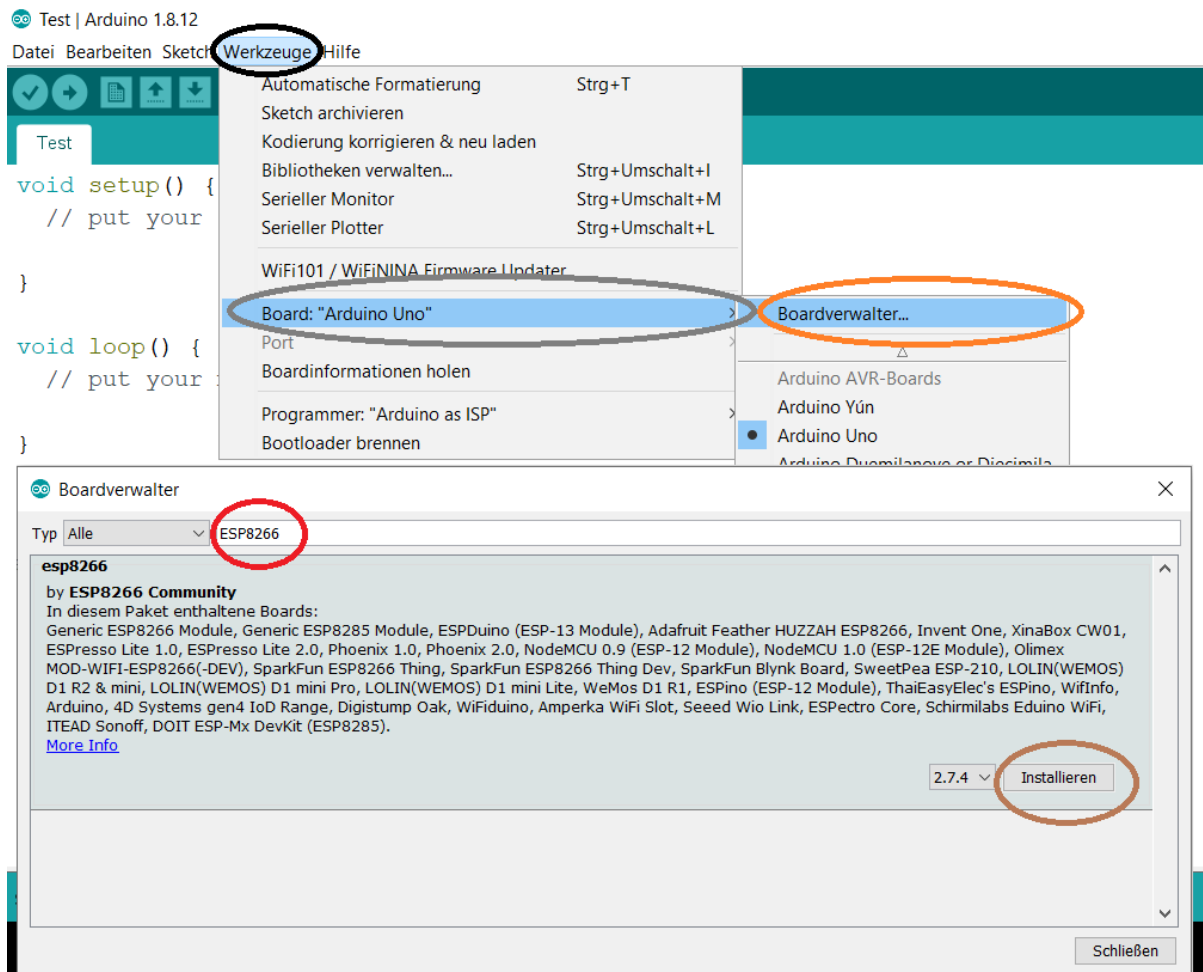 Test | Arduino 1.8.12
Datei Bearbeiten Sketch Werkzeuge Hilfe
Automatische Formatierung Strg+T
Sketch archivieren
Kodierung korrigieren & neu laden
Bibliotheken verwalten... Strg+Umschalt+I
Serieller Monitor Strg+Umschalt+M
Serieller Plotter Strg+Umschalt+L
WiFi101 / WiFiNINA Firmware Updater
Board: "Arduino Uno"
Port
Boardinformationen holen
Programmer: "Arduino as ISP"
Bootloader brennen
Boardverwalter...
Arduino AVR-Boards
Arduino Yún
Arduino Uno
Arduino Duemilanove or Diecimila
Test
void setup() {
// put your
}
void loop() {
// put your
}
Boardverwalter
Typ Alle ESP8266
esp8266
by ESP8266 Community
In diesem Paket enthaltene Boards:
Generic ESP8266 Module, Generic ESP8285 Module, ESPDuino (ESP-13 Module), Adafruit Feather HUZZAH ESP8266, Invent One, XinaBox CW01,
ESPresso Lite 1.0, ESPresso Lite 2.0, Phoenix 1.0, Phoenix 2.0, NodeMCU 0.9 (ESP-12 Module), NodeMCU 1.0 (ESP-12E Module), Olimex
MOD-WIFI-ESP8266(-DEV), SparkFun ESP8266 Thing, SparkFun ESP8266 Thing Dev, SparkFun Blynk Board, SweetPea ESP-210, LOLIN(WEMOS)
D1 R2 & mini, LOLIN(WEMOS) D1 mini Pro, LOLIN(WEMOS) D1 mini Lite, WeMos D1 R1, ESPino (ESP-12 Module), ThaiEasyElec's ESPino, WifInfo,
Arduino, 4D Systems gen4 IoD Range, Digistump Oak, WiFiduino, Amperka WiFi Slot, Seeed Wio Link, ESPectro Core, Schirmilabs Eduino WiFi,
ITEAD Sonoff, DOIT ESP-Mx DevKit (ESP8285).
More Info
2.7.4 Installieren
Schließen